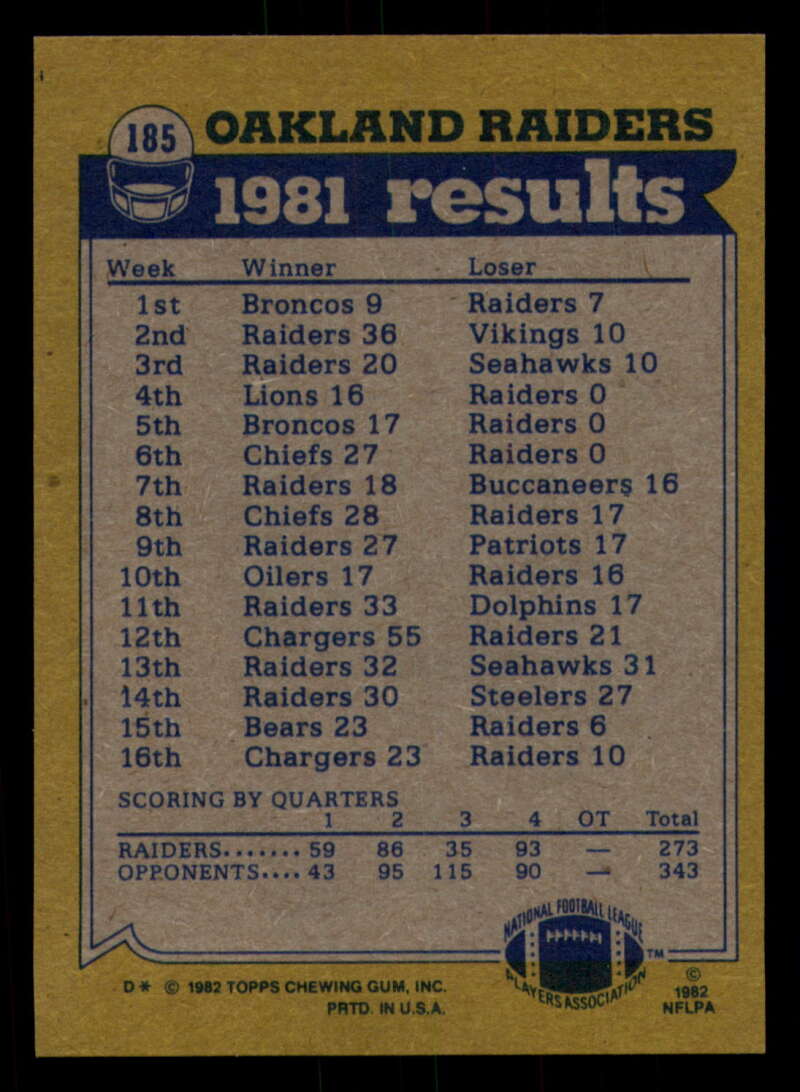 185 OAKLAND RAIDERS
1981 results
Week Winner Loser
1st Broncos 9 Raiders 7
2nd Raiders 36 Vikings 10
3rd Raiders 20 Seahawks 10
4th Lions 16 Raiders 0
5th Broncos 17 Raiders 0
6th Chiefs 27 Raiders 0
7th Raiders 18 Buccaneers 16
8th Chiefs 28 Raiders 17
9th Raiders 27 Patriots 17
10th Oilers 17 Raiders 16
11th Raiders 33 Dolphins 17
12th Chargers 55 Raiders 21
13th Raiders 32 Seahawks 31
14th Raiders 30 Steelers 27
15th Bears 23 Raiders 6
16th Chargers 23 Raiders 10
SCORING BY QUARTERS
1 2 3 4 OT Total
RAIDERS....... 59 86 35 93 — 273
OPPONENTS.... 43 95 115 90 — 343
NATIONAL FOOTBALL LEAGUE
PLAYERS ASSOCIATION
™
D* © 1982 TOPPS CHEWING GUM, INC.
PRTD. IN U.S.A.
©
1982
NFLPA